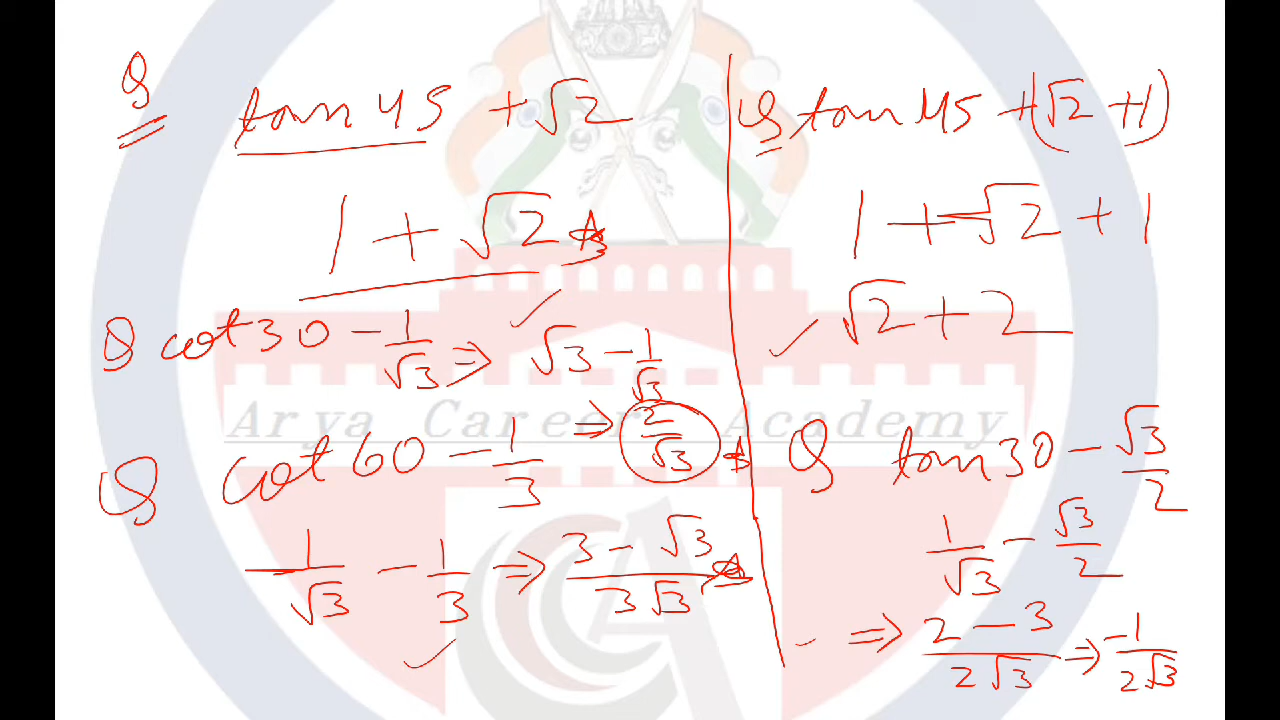 Q tan 45 + √2
1 + √2 A
Q cot 30 - 1/√3 ⇒ √3 - 1/√3
⇒ 2/√3 A
Q cot 60 - 1/3
1/√3 - 1/3 ⇒ (3 - √3)/(3√3) A
Q tan 45 + (√2 + 1)
1 + √2 + 1
√2 + 2
Q tan 30 - √3/2
1/√3 - √3/2
⇒ (2 - 3)/(2√3) ⇒ -1/(2√3)
Arya Career Academy